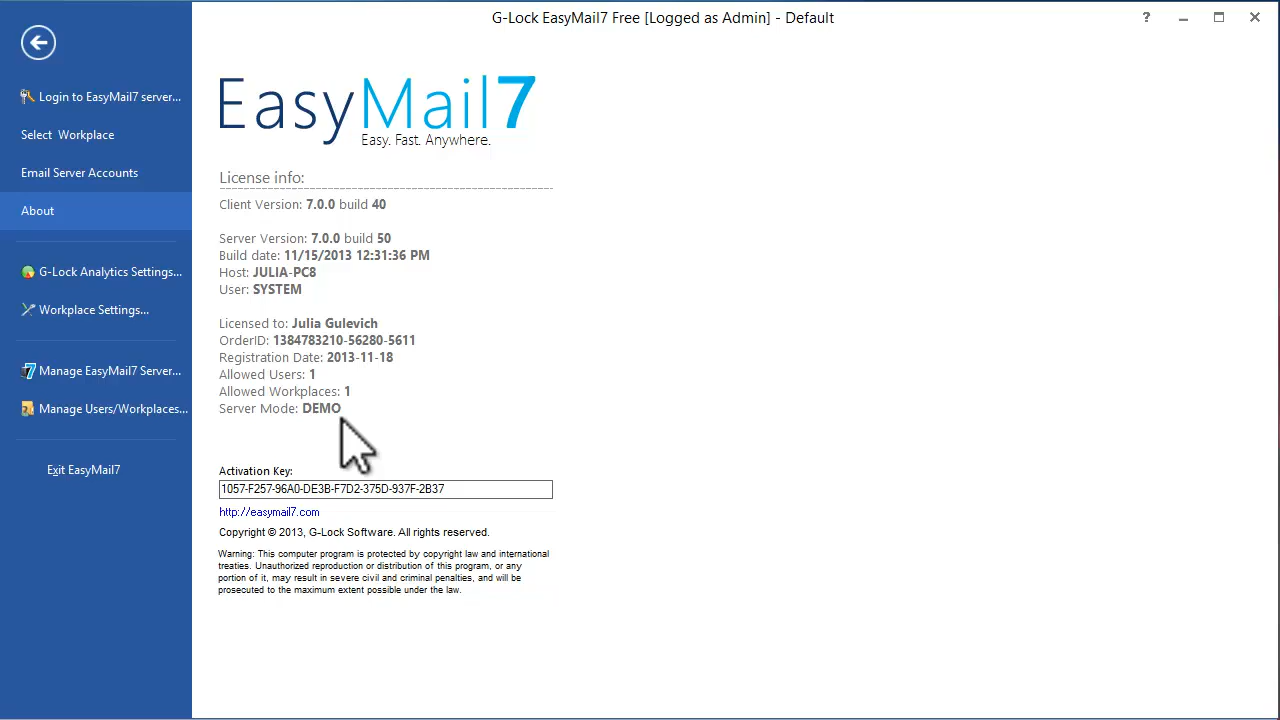 G-Lock EasyMail7 Free [Logged as Admin] - Default
?
Login to EasyMail7 server...
Select Workplace
Email Server Accounts
About
G-Lock Analytics Settings...
Workplace Settings...
Manage EasyMail7 Server...
Manage Users/Workplaces...
Exit EasyMail7
EasyMail7
Easy. Fast. Anywhere.
License info:
Client Version: 7.0.0 build 40
Server Version: 7.0.0 build 50
Build date: 11/15/2013 12:31:36 PM
Host: JULIA-PC8
User: SYSTEM
Licensed to: Julia Gulevich
OrderID: 1384783210-56280-5611
Registration Date: 2013-11-18
Allowed Users: 1
Allowed Workplaces: 1
Server Mode: DEMO
Activation Key:
1057-F257-96A0-DE3B-F7D2-375D-937F-2B37
http://easymail7.com
Copyright © 2013, G-Lock Software. All rights reserved.
Warning: This computer program is protected by copyright law and international
treaties. Unauthorized reproduction or distribution of this program, or any
portion of it, may result in severe civil and criminal penalties, and will be
prosecuted to the maximum extent possible under the law.